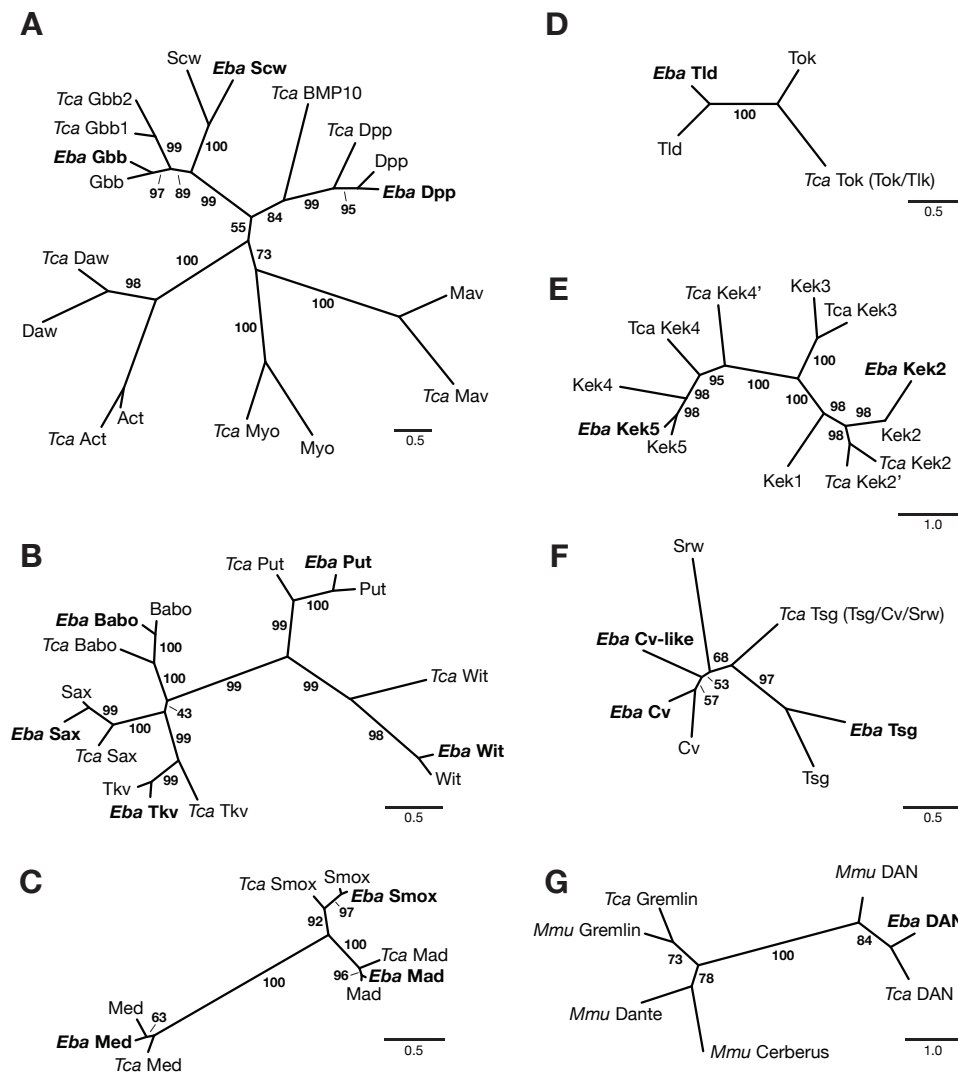 A
Scw
Eba Scw
Tca Gbb2
Tca BMP10
Tca Gbb1
Tca Dpp
99
100
Eba Gbb
Dpp
Gbb
97
89
99
99
95
Eba Dpp
84
55
Tca Daw
100
73
98
100
Mav
Daw
100
Act
Tca Mav
Tca Act
Tca Myo
Myo
0.5
B
Tca Put
Eba Put
Put
100
Babo
Eba Babo
100
Tca Babo
99
100
Tca Wit
Sax
99
99
99
43
Eba Sax
100
Tca Sax
99
98
Eba Wit
Tkv
99
Wit
Eba Tkv
Tca Tkv
0.5
C
Smox
Tca Smox
Eba Smox
97
92
100
Tca Mad
96
Eba Mad
100
Mad
Med
63
Eba Med
Tca Med
0.5
D
Tok
Eba Tld
100
Tld
Tca Tok (Tok/Tlk)
0.5
E
Kek3
Tca Kek4’
Tca Kek3
Tca Kek4
100
Eba Kek2
Kek4
95
100
98
100
98
98
98
Eba Kek5
Kek2
98
Kek5
Tca Kek2
Kek1
Tca Kek2’
1.0
F
Srw
Tca Tsg (Tsg/Cv/Srw)
Eba Cv-like
68
53
97
57
Eba Cv
Eba Tsg
Cv
Tsg
0.5
G
Mmu DAN
Tca Gremlin
Eba DAN
Mmu Gremlin
84
73
100
78
Tca DAN
Mmu Dante
Mmu Cerberus
1.0